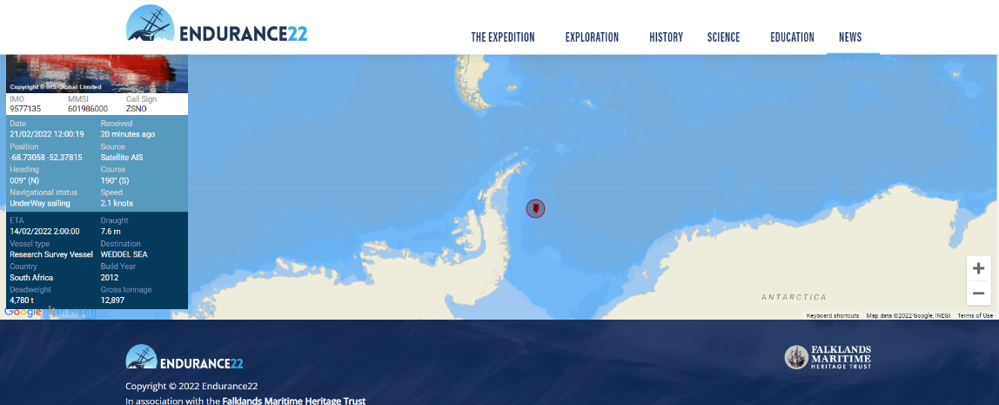 ENDURANCE22
THE EXPEDITION EXPLORATION HISTORY SCIENCE EDUCATION NEWS
Copyright © IHS Global Limited
IMO MMSI Call Sign
9577135 601986000 ZSNO
Date Received
21/02/2022 12:00:19 20 minutes ago
Position Source
-68.73058 -52.37815 Satellite AIS
Heading Course
009° (N) 190° (S)
Navigational status Speed
UnderWay sailing 2.1 knots
ETA Draught
14/02/2022 2:00:00 7.6 m
Vessel type Destination
Research Survey Vessel WEDDEL SEA
Country Build Year
South Africa 2012
Deadweight Gross tonnage
4,780 t 12,897
Google
ANTARCTICA
Keyboard shortcuts Map data ©2022 Google, INEGI Terms of Use
ENDURANCE22
FALKLANDS
MARITIME
HERITAGE TRUST
Copyright © 2022 Endurance22
In association with the Falklands Maritime Heritage Trust